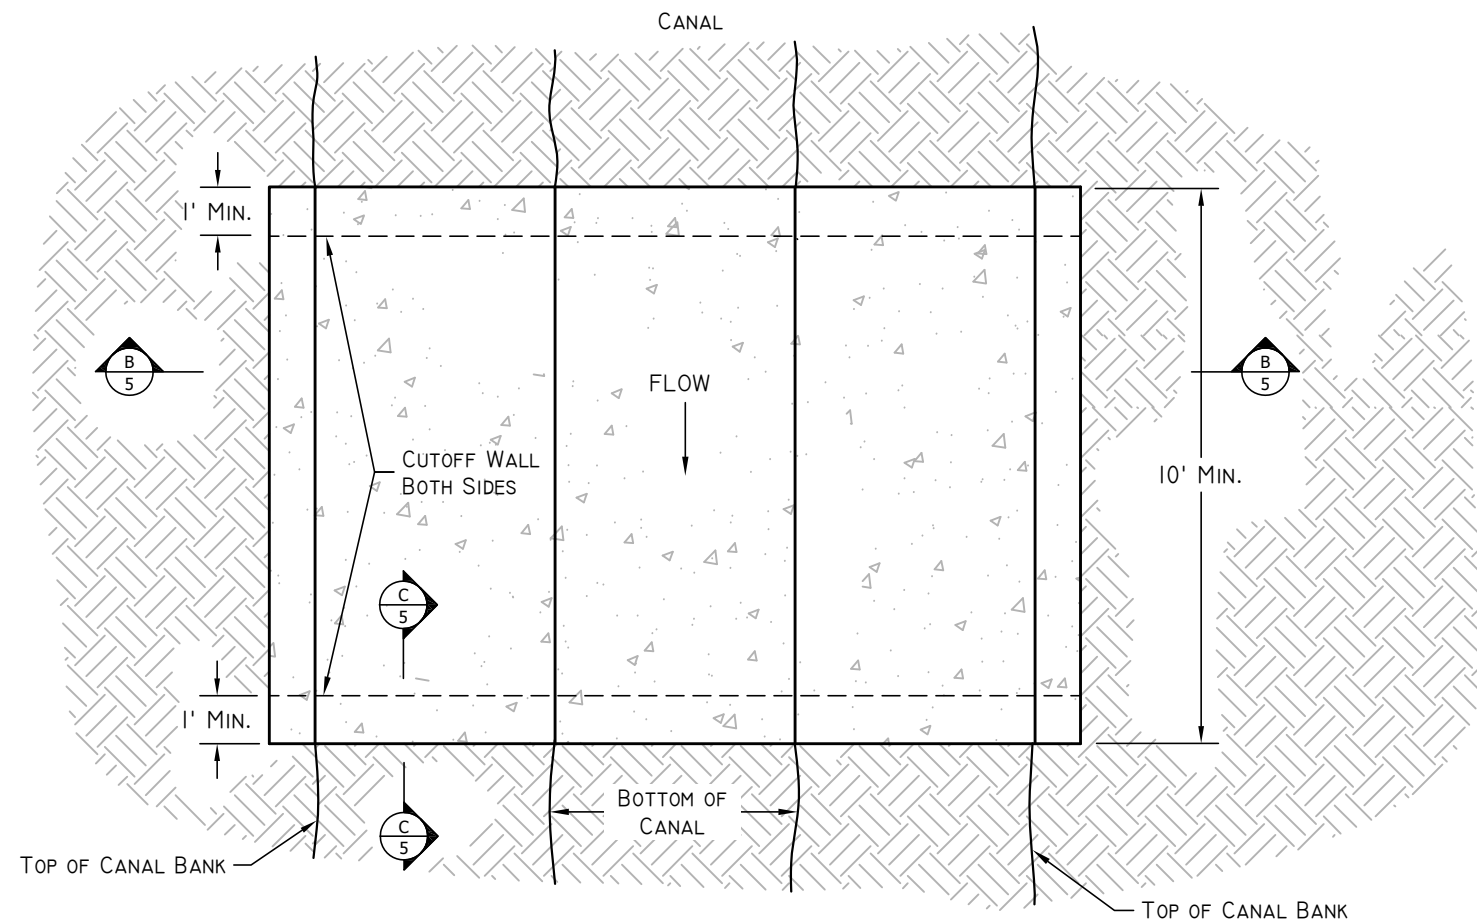 CANAL
1' MIN.
B
5
B
5
FLOW
CUTOFF WALL
BOTH SIDES
10' MIN.
C
5
1' MIN.
BOTTOM OF
CANAL
C
5
TOP OF CANAL BANK
TOP OF CANAL BANK